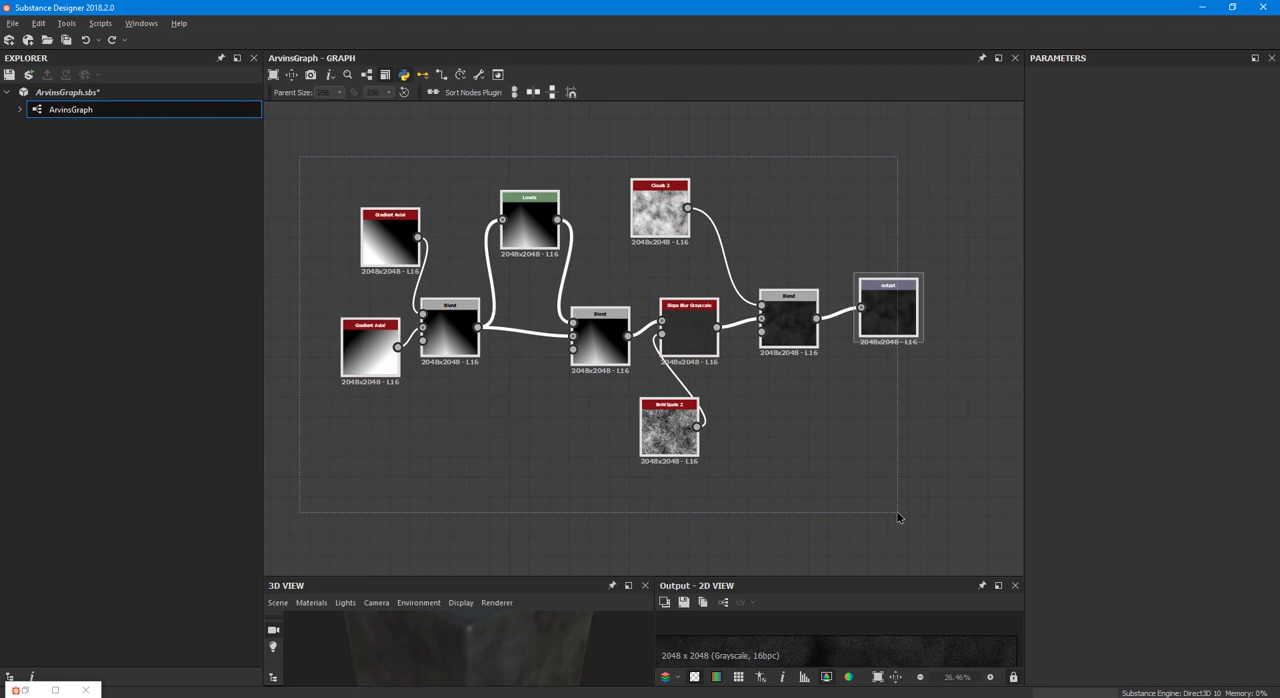 Substance Designer 2018.2.0
File Edit Tools Scripts Windows Help
EXPLORER
ArvinsGraph.sbs*
ArvinsGraph
ArvinsGraph - GRAPH
Parent Size: 256 256 Sort Nodes Plugin
Gradient Axial
2048x2048 - L16
Gradient Axial
2048x2048 - L16
Blend
2048x2048 - L16
Levels
2048x2048 - L16
Blend
2048x2048 - L16
Clouds 2
2048x2048 - L16
Slope Blur Grayscale
2048x2048 - L16
BnW Spots 2
2048x2048 - L16
Blend
2048x2048 - L16
output
2048x2048 - L16
PARAMETERS
3D VIEW
Scene Materials Lights Camera Environment Display Renderer
Output - 2D VIEW
UV
2048 x 2048 (Grayscale, 16bpc)
26.46%
Substance Engine: Direct3D 10 Memory: 0%